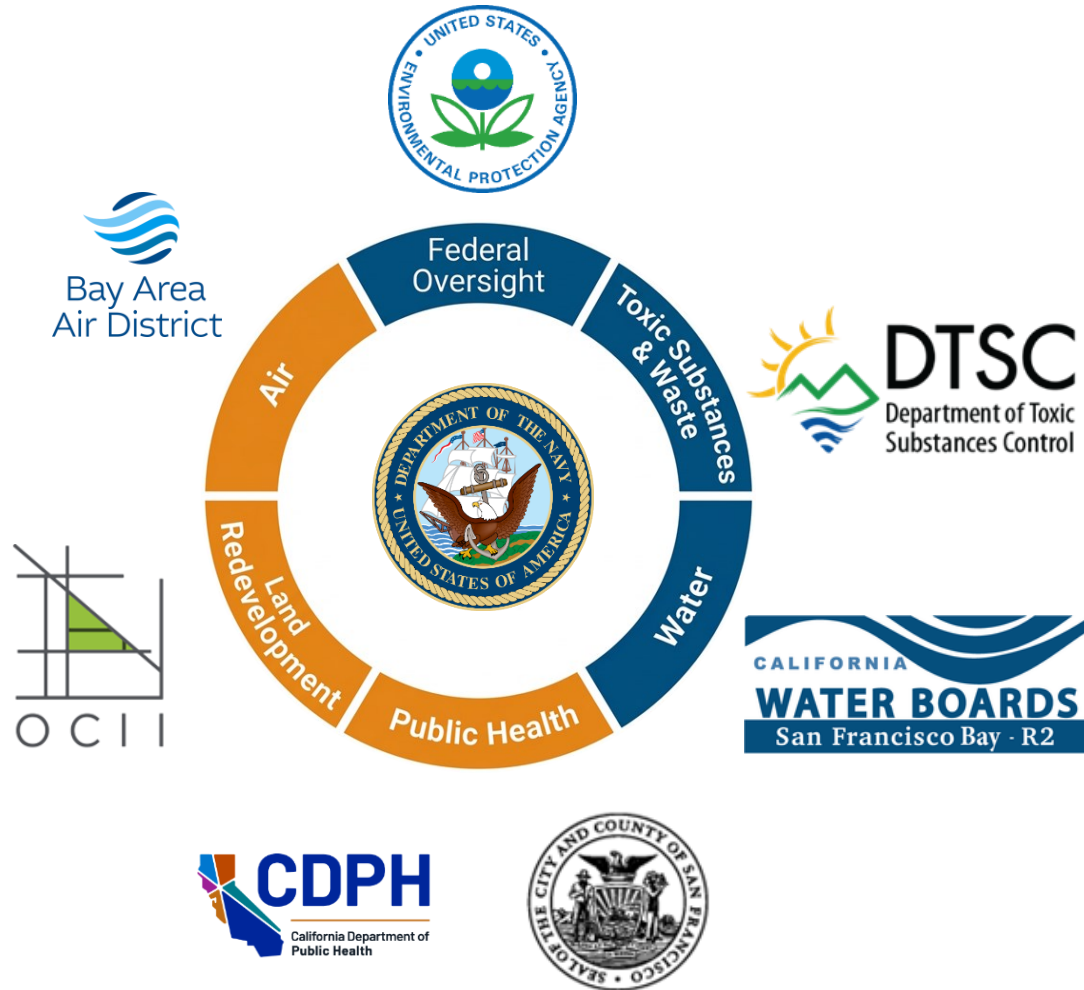 UNITED STATES
ENVIRONMENTAL PROTECTION AGENCY
Bay Area
Air District
Federal
Oversight
Toxic Substances
& Waste
Air
DTSC
Department of Toxic
Substances Control
DEPARTMENT OF THE NAVY
UNITED STATES OF AMERICA
Land
Redevelopment
Water
OCII
CALIFORNIA
WATER BOARDS
San Francisco Bay - R2
Public Health
CDPH
California Department of
Public Health
SEAL OF THE CITY AND COUNTY OF SAN FRANCISCO